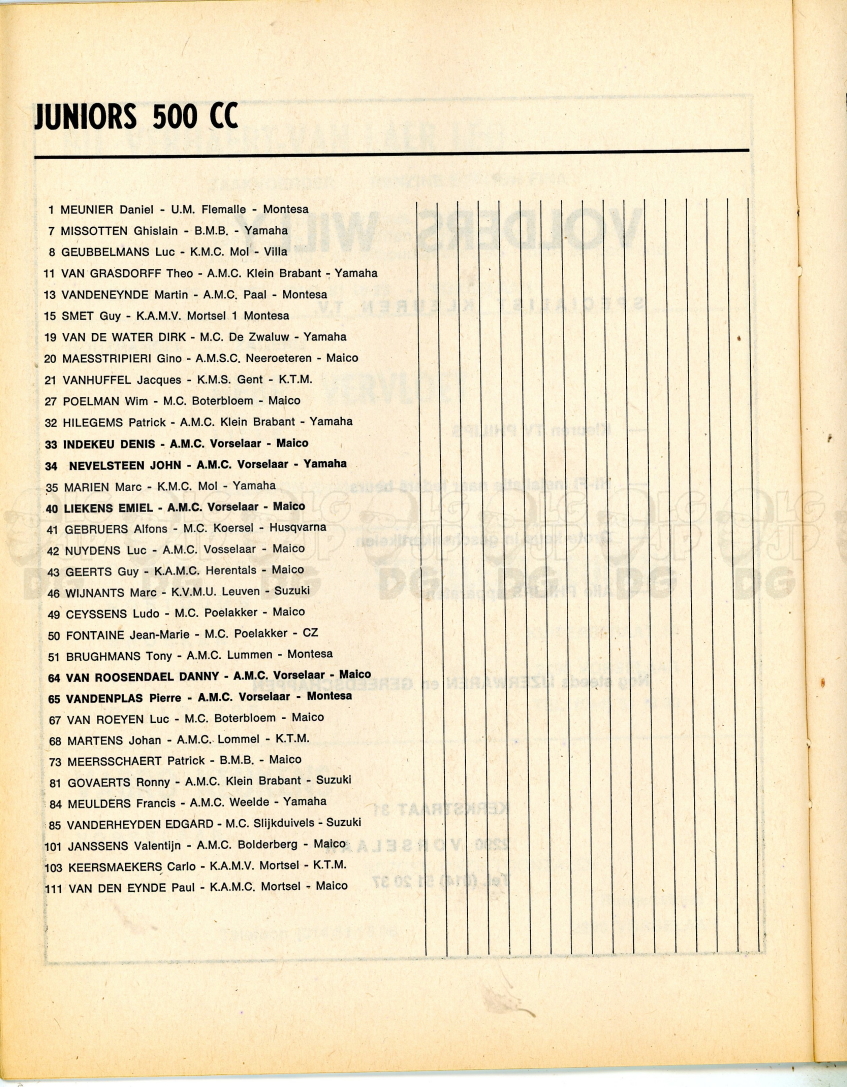 JUNIORS 500 CC
1 MEUNIER Daniel - U.M. Flemalle - Montesa
7 MISSOTTEN Ghislain - B.M.B. - Yamaha
8 GEUBBELMANS Luc - K.M.C. Mol - Villa
11 VAN GRASDORFF Theo - A.M.C. Klein Brabant - Yamaha
13 VANDENEYNDE Martin - A.M.C. Paal - Montesa
15 SMET Guy - K.A.M.V. Mortsel 1 Montesa
19 VAN DE WATER DIRK - M.C. De Zwaluw - Yamaha
20 MAESSTRIPIERI Gino - A.M.S.C. Neeroeteren - Maico
21 VANHUFFEL Jacques - K.M.S. Gent - K.T.M.
27 POELMAN Wim - M.C. Boterbloem - Maico
32 HILEGEMS Patrick - A.M.C. Klein Brabant - Yamaha
33 INDEKEU DENIS - A.M.C. Vorselaar - Maico
34 NEVELSTEEN JOHN - A.M.C. Vorselaar - Yamaha
35 MARIEN Marc - K.M.C. Mol - Yamaha
40 LIEKENS EMIEL - A.M.C. Vorselaar - Maico
41 GEBRUERS Alfons - M.C. Koersel - Husqvarna
42 NUYDENS Luc - A.M.C. Vosselaar - Maico
43 GEERTS Guy - K.A.M.C. Herentals - Maico
46 WIJNANTS Marc - K.V.M.U. Leuven - Suzuki
49 CEYSSENS Ludo - M.C. Poelakker - Maico
50 FONTAINE Jean-Marie - M.C. Poelakker - CZ
51 BRUGHMANS Tony - A.M.C. Lummen - Montesa
64 VAN ROOSENDAEL DANNY - A.M.C. Vorselaar - Maico
65 VANDENPLAS Pierre - A.M.C. Vorselaar - Montesa
67 VAN ROEYEN Luc - M.C. Boterbloem - Maico
68 MARTENS Johan - A.M.C. Lommel - K.T.M.
73 MEERSSCHAERT Patrick - B.M.B. - Maico
81 GOVAERTS Ronny - A.M.C. Klein Brabant - Suzuki
84 MEULDERS Francis - A.M.C. Weelde - Yamaha
85 VANDERHEYDEN EDGARD - M.C. Slijkduivels - Suzuki
101 JANSSENS Valentijn - A.M.C. Bolderberg - Maico
103 KEERSMAEKERS Carlo - K.A.M.V. Mortsel - K.T.M.
111 VAN DEN EYNDE Paul - K.A.M.C. Mortsel - Maico